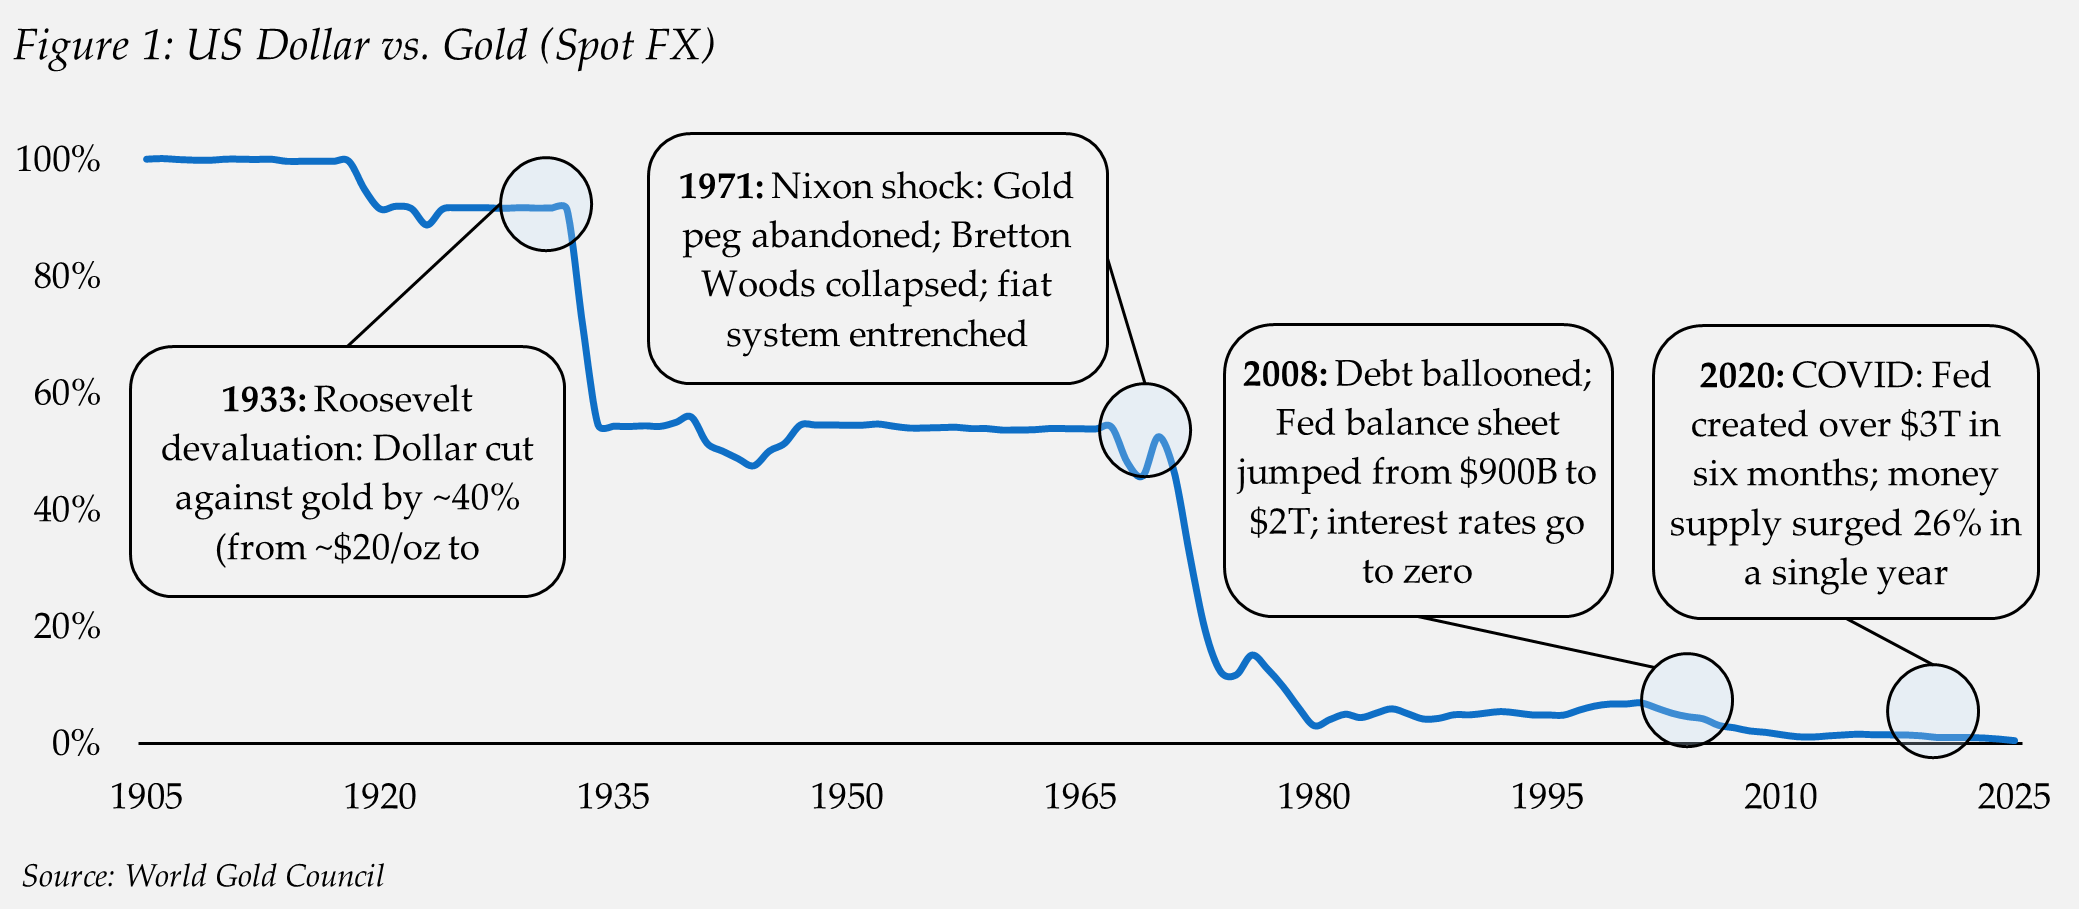 Figure 1: US Dollar vs. Gold (Spot FX)
100%
80%
60%
40%
20%
0%
1933: Roosevelt
devaluation: Dollar cut
against gold by ~40%
(from ~$20/oz to
1971: Nixon shock: Gold
peg abandoned; Bretton
Woods collapsed; fiat
system entrenched
2008: Debt ballooned;
Fed balance sheet
jumped from $900B to
$2T; interest rates go
to zero
2020: COVID: Fed
created over $3T in
six months; money
supply surged 26% in
a single year
1905 1920 1935 1950 1965 1980 1995 2010 2025
Source: World Gold Council